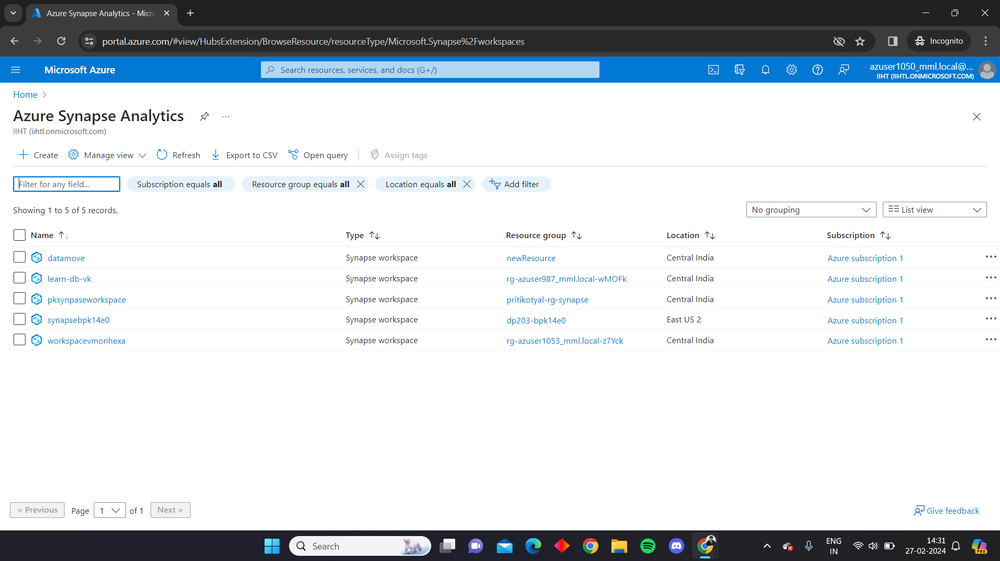 Azure Synapse Analytics - Micr
portal.azure.com/#view/HubsExtension/BrowseResource/resourceType/Microsoft.Synapse%2Fworkspaces
Incognito
Microsoft Azure
Search resources, services, and docs (G+/)
azuser1050_mml.local@...
IIHT (IIHTL.ONMICROSOFT.COM)
Home
Azure Synapse Analytics
IIHT (iihtl.onmicrosoft.com)
Create
Manage view
Refresh
Export to CSV
Open query
Assign tags
Filter for any field...
Subscription equals all
Resource group equals all
Location equals all
Add filter
Showing 1 to 5 of 5 records.
No grouping
List view
Name Type Resource group Location Subscription
datamove Synapse workspace newResource Central India Azure subscription 1
learn-db-vk Synapse workspace rg-azuser987_mml.local-wMOFk Central India Azure subscription 1
pksynpaseworkspace Synapse workspace pritikotyal-rg-synapse Central India Azure subscription 1
synapsebpk14e0 Synapse workspace dp203-bpk14e0 East US 2 Azure subscription 1
workspacevmonhexa Synapse workspace rg-azuser1053_mml.local-z7Yck Central India Azure subscription 1
< Previous Page 1 of 1 Next >
Give feedback
Search
ENG
IN
14:31
27-02-2024
PRE